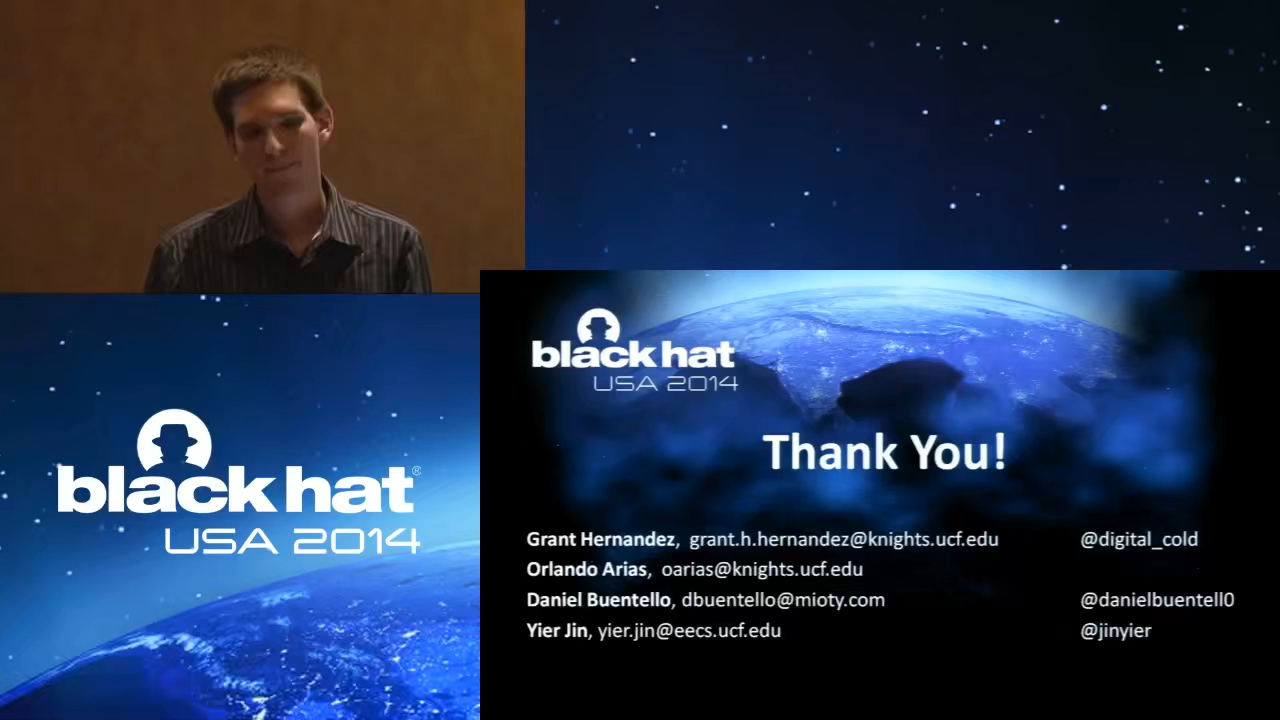 black hat®
USA 2014
black hat
USA 2014
Thank You!
Grant Hernandez, grant.h.hernandez@knights.ucf.edu @digital_cold
Orlando Arias, oarias@knights.ucf.edu
Daniel Buentello, dbuentello@mioty.com @danielbuentell0
Yier Jin, yier.jin@eecs.ucf.edu @jinyier